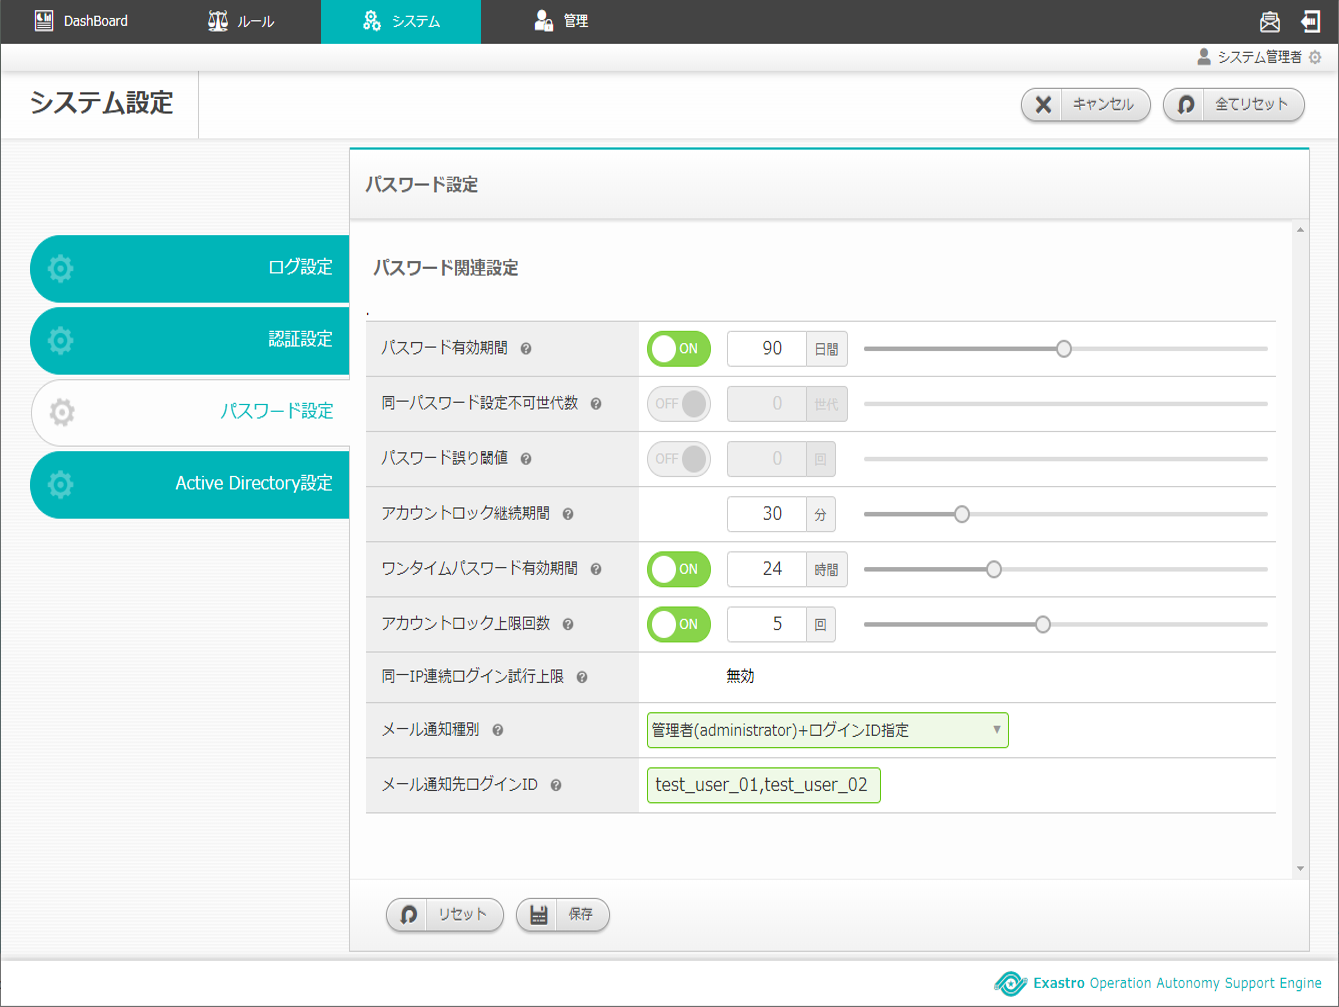 DashBoard ルール システム 管理
システム管理者
システム設定
キャンセル 全てリセット
パスワード設定
ログ設定
認証設定
パスワード設定
Active Directory設定
パスワード関連設定
.
パスワード有効期間 ON 90 日間
同一パスワード設定不可世代数 OFF 0 世代
パスワード誤り閾値 OFF 0 回
アカウントロック継続期間 30 分
ワンタイムパスワード有効期間 ON 24 時間
アカウントロック上限回数 ON 5 回
同一IP連続ログイン試行上限 無効
メール通知種別 管理者(administrator)+ログインID指定
メール通知先ログインID test_user_01,test_user_02
リセット 保存
Exastro Operation Autonomy Support Engine